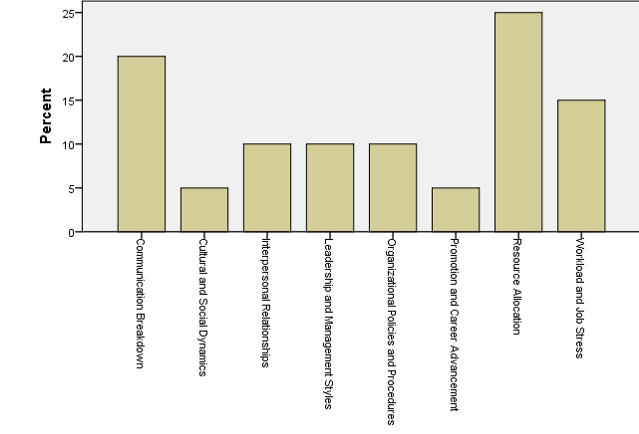 Percent
25
20
15
10
5
0
Communication Breakdown
Cultural and Social Dynamics
Interpersonal Relationships
Leadership and Management Styles
Organizational Policies and Procedures
Promotion and Career Advancement
Resource Allocation
Workload and Job Stress